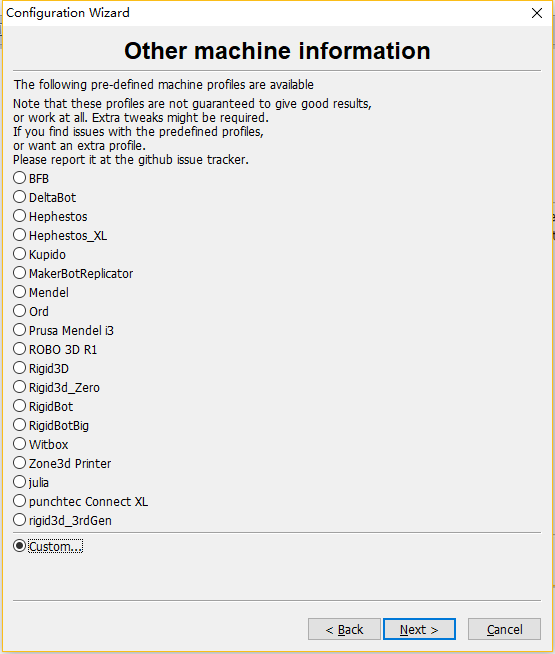 Configuration Wizard
Other machine information
The following pre-defined machine profiles are available
Note that these profiles are not guaranteed to give good results,
or work at all. Extra tweaks might be required.
If you find issues with the predefined profiles,
or want an extra profile.
Please report it at the github issue tracker.
BFB
DeltaBot
Hephestos
Hephestos_XL
Kupido
MakerBotReplicator
Mendel
Ord
Prusa Mendel i3
ROBO 3D R1
Rigid3D
Rigid3d_Zero
RigidBot
RigidBotBig
Witbox
Zone3d Printer
julia
punchtec Connect XL
rigid3d_3rdGen
Custom...
< Back Next > Cancel